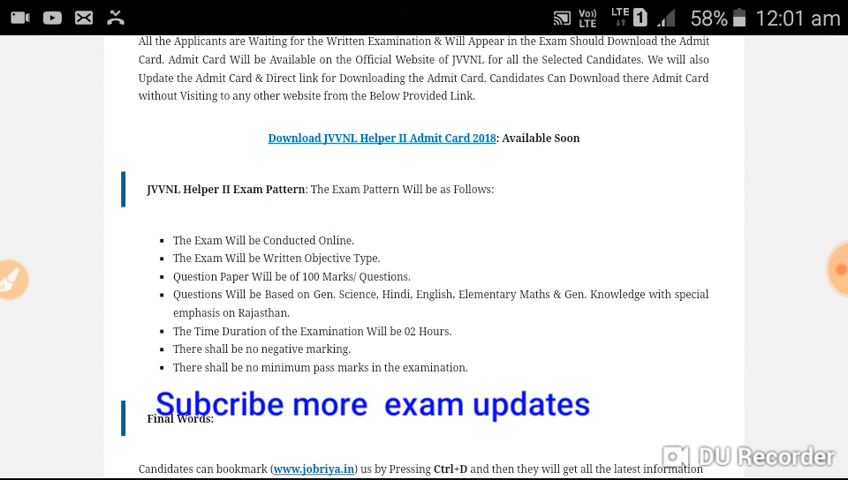 Vo)) LTE LTE 1 58% 12:01 am
All the Applicants are Waiting for the Written Examination & Will Appear in the Exam Should Download the Admit
Card. Admit Card Will be Available on the Official Website of JVVNL for all the Selected Candidates. We will also
Update the Admit Card & Direct link for Downloading the Admit Card. Candidates Can Download there Admit Card
without Visiting to any other website from the Below Provided Link.
Download JVVNL Helper II Admit Card 2018: Available Soon
JVVNL Helper II Exam Pattern: The Exam Pattern Will be as Follows:
The Exam Will be Conducted Online.
The Exam Will be Written Objective Type.
Question Paper Will be of 100 Marks/ Questions.
Questions Will be Based on Gen. Science, Hindi, English, Elementary Maths & Gen. Knowledge with special
emphasis on Rajasthan.
The Time Duration of the Examination Will be 02 Hours.
There shall be no negative marking.
There shall be no minimum pass marks in the examination.
Subcribe more exam updates
Final Words:
DU Recorder
Candidates can bookmark (www.jobriya.in) us by Pressing Ctrl+D and then they will get all the latest information